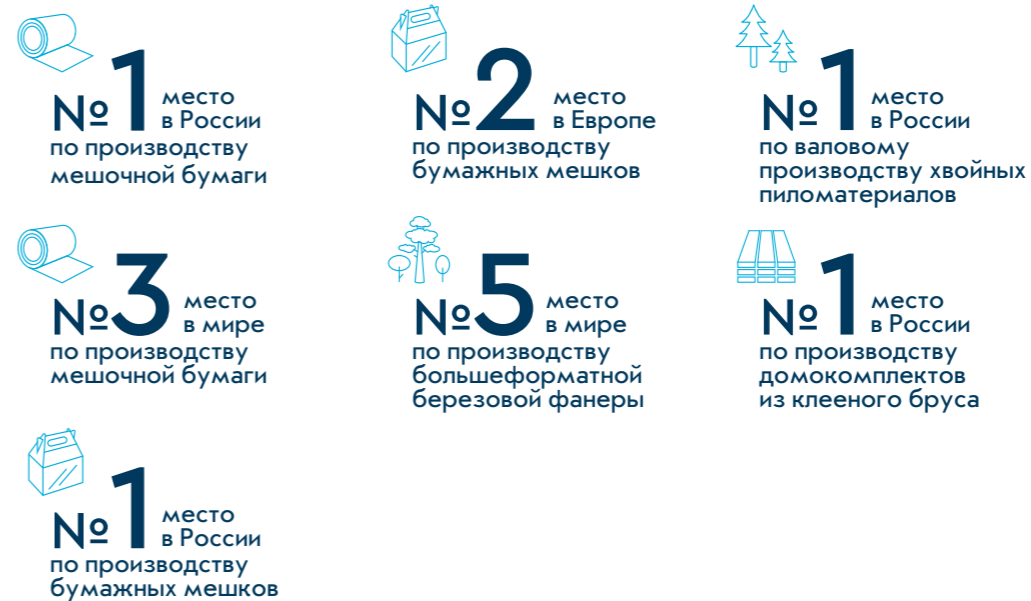 №1 место
в России
по производству
мешочной бумаги
№2 место
в Европе
по производству
бумажных мешков
№1 место
в России
по валовому
производству хвойных
пиломатериалов
№3 место
в мире
по производству
мешочной бумаги
№5 место
в мире
по производству
большеформатной
березовой фанеры
№1 место
в России
по производству
домокомплектов
из клееного бруса
№1 место
в России
по производству
бумажных мешков